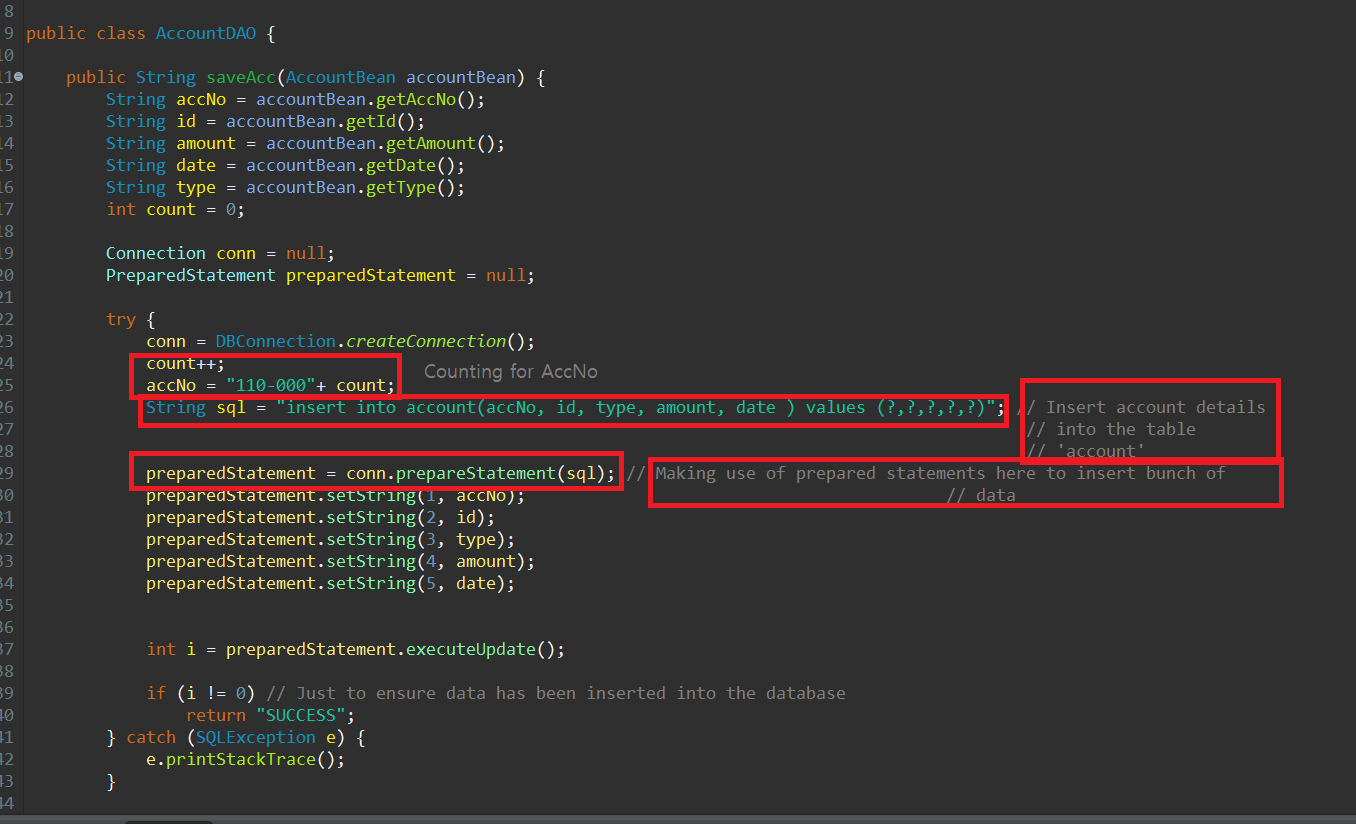 8
9 public class AccountDAO {
10
11 public String saveAcc(AccountBean accountBean) {
12 String accNo = accountBean.getAccNo();
13 String id = accountBean.getId();
14 String amount = accountBean.getAmount();
15 String date = accountBean.getDate();
16 String type = accountBean.getType();
17 int count = 0;
18
19 Connection conn = null;
20 PreparedStatement preparedStatement = null;
21
22 try {
23 conn = DBConnection.createConnection();
24 count++;
Counting for AccNo
25 accNo = "110-000"+ count;
26 String sql = "insert into account(accNo, id, type, amount, date ) values (?,?,?,?,?)"; // Insert account details
27 // into the table
28 // 'account'
29 preparedStatement = conn.prepareStatement(sql); // Making use of prepared statements here to insert bunch of
30 preparedStatement.setString(1, accNo); // data
31 preparedStatement.setString(2, id);
32 preparedStatement.setString(3, type);
33 preparedStatement.setString(4, amount);
34 preparedStatement.setString(5, date);
35
36
37 int i = preparedStatement.executeUpdate();
38
39 if (i != 0) // Just to ensure data has been inserted into the database
40 return "SUCCESS";
41 } catch (SQLException e) {
42 e.printStackTrace();
43 }
44